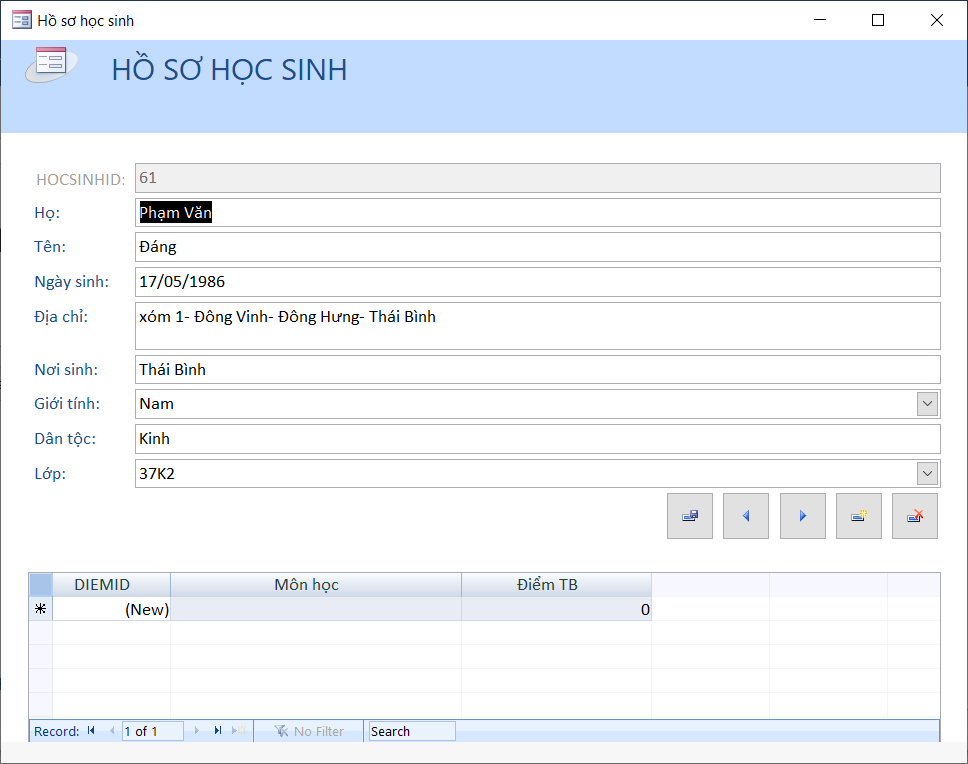 Hồ sơ học sinh
HỒ SƠ HỌC SINH
HOCSINHID: 61
Họ: Phạm Văn
Tên: Đáng
Ngày sinh: 17/05/1986
Địa chỉ: xóm 1- Đông Vinh- Đông Hưng- Thái Bình
Nơi sinh: Thái Bình
Giới tính: Nam
Dân tộc: Kinh
Lớp: 37K2
DIEMID Môn học Điểm TB
(New) 0
Record: 1 of 1 No Filter Search